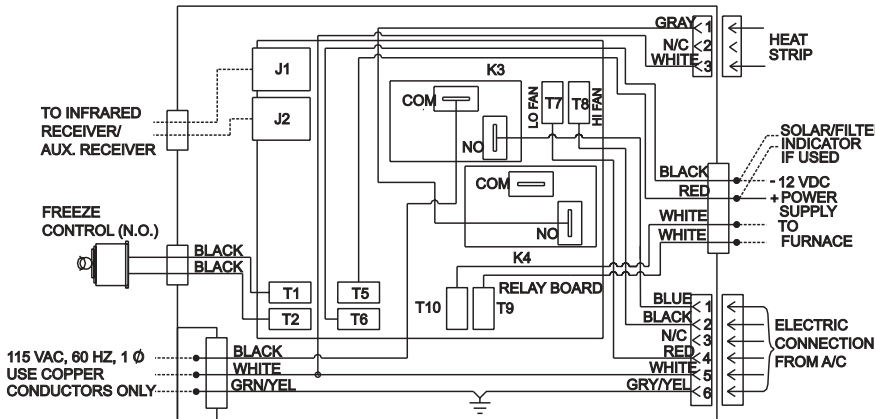 GRAY
1
N/C
2
WHITE
3
HEAT
STRIP
J1
J2
K3
COM
NO
LO FAN
T7
T8
HI FAN
TO INFRARED
RECEIVER/
AUX. RECEIVER
COM
NO
K4
SOLAR/FILTE
INDICATOR
IF USED
BLACK
- 12 VDC
RED
+ POWER
SUPPLY
WHITE
TO
WHITE
FURNACE
FREEZE
CONTROL (N.O.)
BLACK
BLACK
T1
T5
T2
T6
T10
T9
RELAY BOARD
BLUE
1
BLACK
2
N/C
3
RED
4
WHITE
5
GRY/YEL
6
ELECTRIC
CONNECTION
FROM A/C
115 VAC, 60 HZ, 1 Ø
USE COPPER
CONDUCTORS ONLY
BLACK
WHITE
GRN/YEL